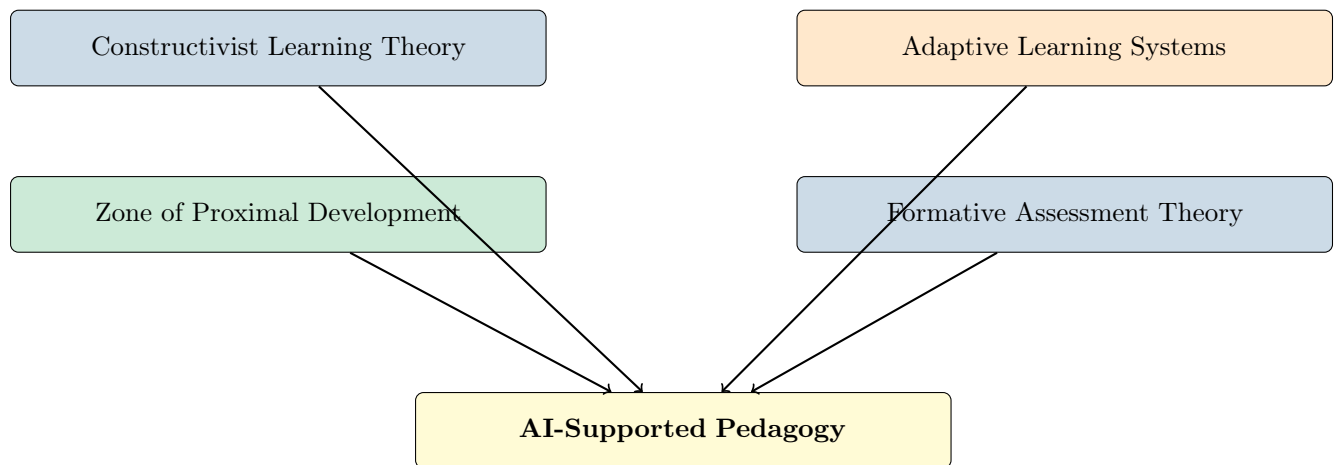 Constructivist Learning Theory
Adaptive Learning Systems
Zone of Proximal Development
Formative Assessment Theory
AI-Supported Pedagogy